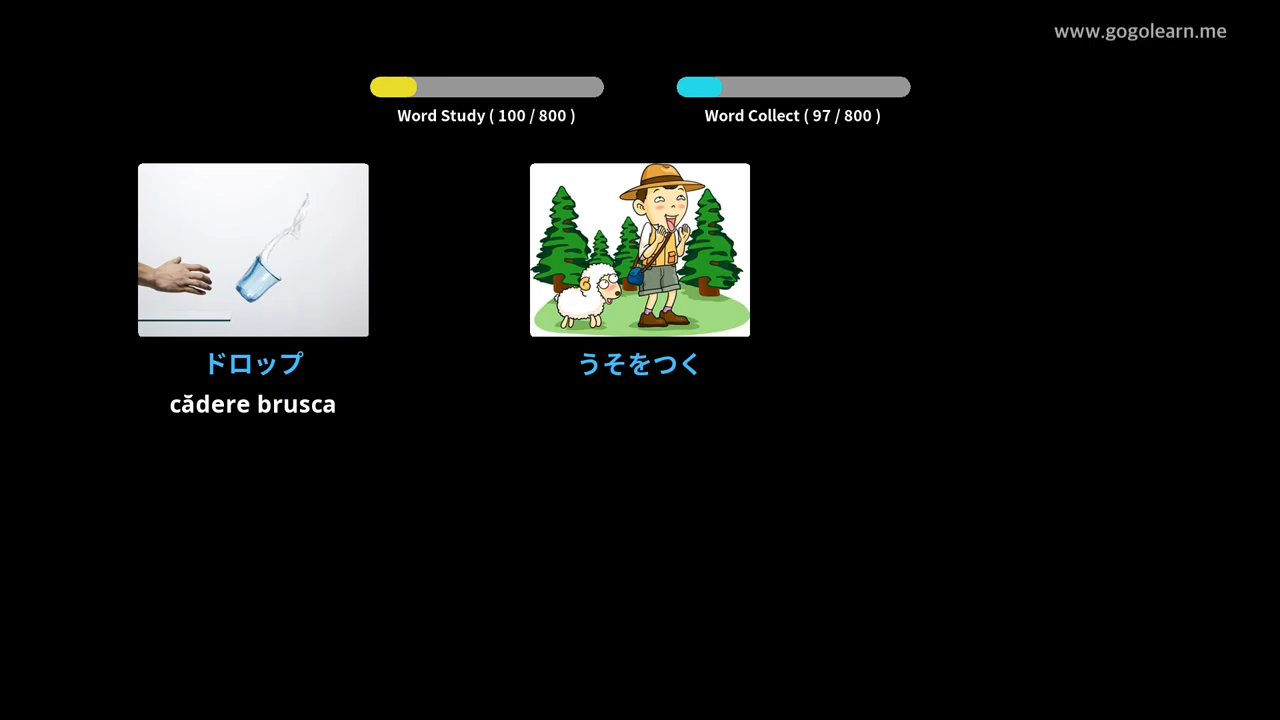 www.gogolearn.me
Word Study ( 100 / 800 )
Word Collect ( 97 / 800 )
ドロップ
うそをつく
cădere brusca